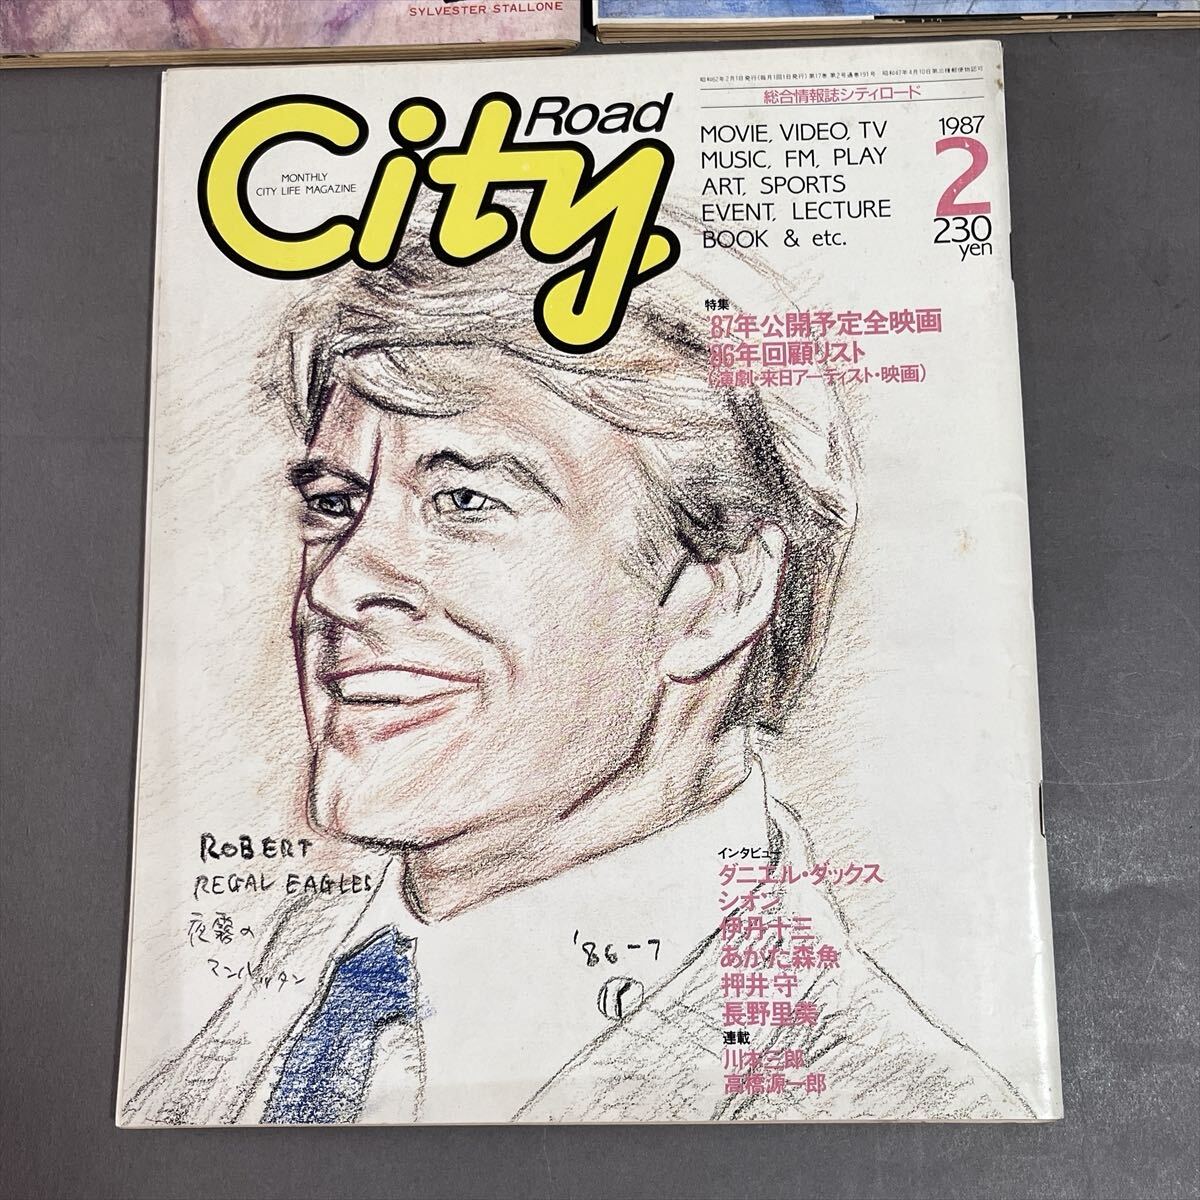 SYLVESTER STALLONE
昭和62年2月1日発行(毎月1回1日発行)第17巻 第2号通巻191号 昭和47年4月10日第三種郵便物認可
総合情報誌シティロード
City Road
MONTHLY
CITY LIFE MAGAZINE
MOVIE, VIDEO, TV
MUSIC, FM, PLAY
ART, SPORTS
EVENT, LECTURE
BOOK & etc.
1987
2
230
yen
特集
'87年公開予定全映画
'86年回顧リスト
(演劇・来日アーティスト・映画)
ROBERT
REGAL EAGLES
夜霧の
マンハッタン
'86-7
インタビュー
ダニエル・ダックス
シオン
伊丹十三
あがた森魚
押井守
長野里美
連載
川本三郎
高橋源一郎